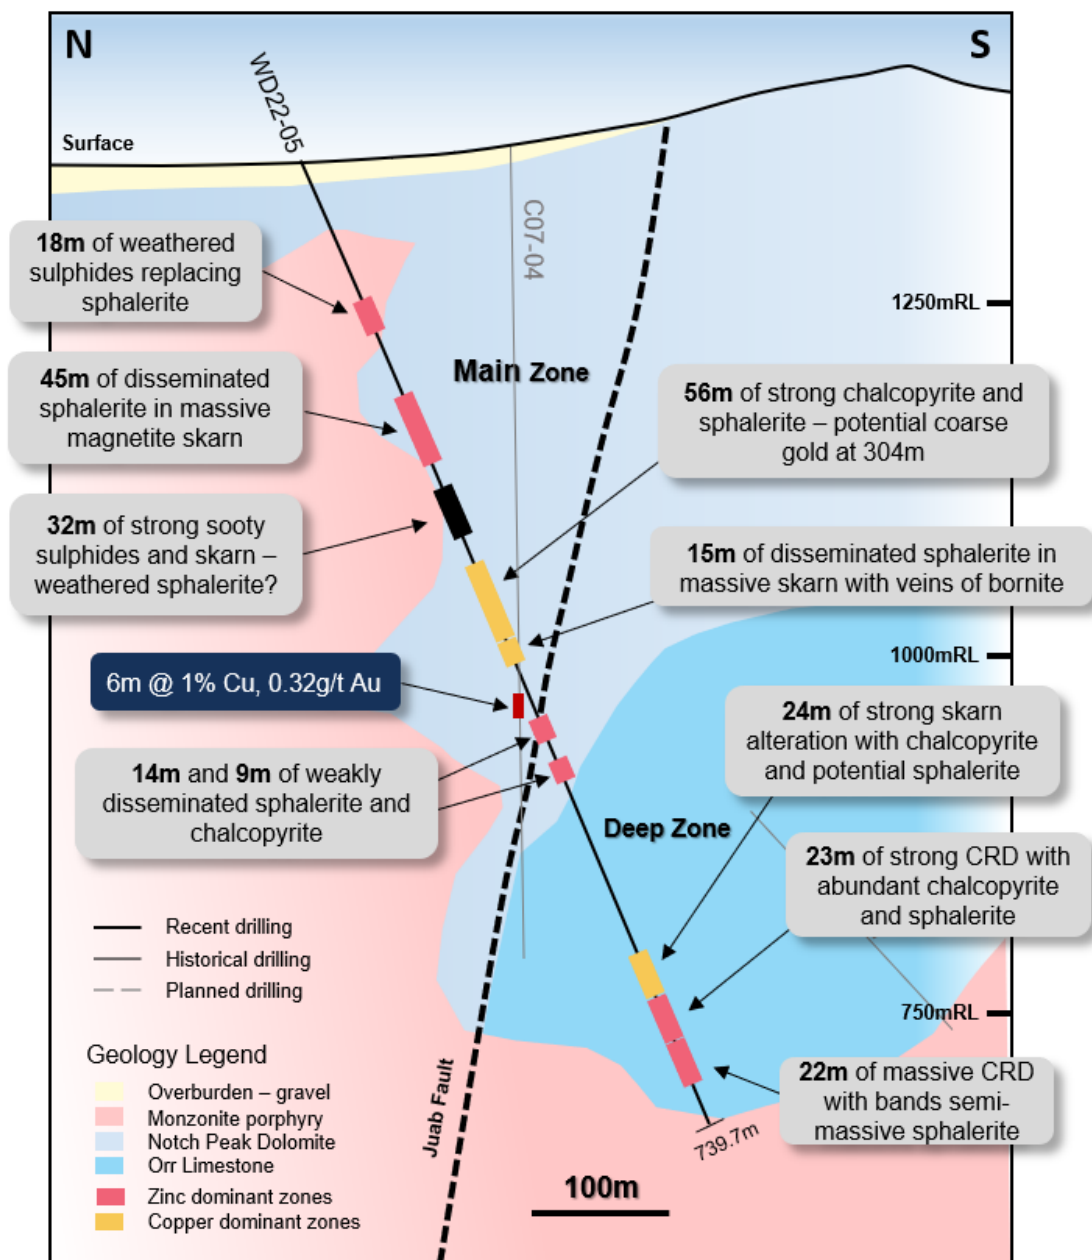 N
S
WD22-05
Surface
C07-04
18m of weathered
sulphides replacing
sphalerite
1250mRL
Main Zone
45m of disseminated
sphalerite in massive
magnetite skarn
56m of strong chalcopyrite and
sphalerite – potential coarse
gold at 304m
32m of strong sooty
sulphides and skarn –
weathered sphalerite?
15m of disseminated sphalerite in
massive skarn with veins of bornite
1000mRL
6m @ 1% Cu, 0.32g/t Au
24m of strong skarn
alteration with chalcopyrite
and potential sphalerite
14m and 9m of weakly
disseminated sphalerite and
chalcopyrite
Deep Zone
23m of strong CRD with
abundant chalcopyrite
and sphalerite
Recent drilling
Historical drilling
Planned drilling
750mRL
Geology Legend
Overburden – gravel
Monzonite porphyry
Notch Peak Dolomite
Orr Limestone
Zinc dominant zones
Copper dominant zones
Juab Fault
22m of massive CRD
with bands semi-
massive sphalerite
739.7m
100m